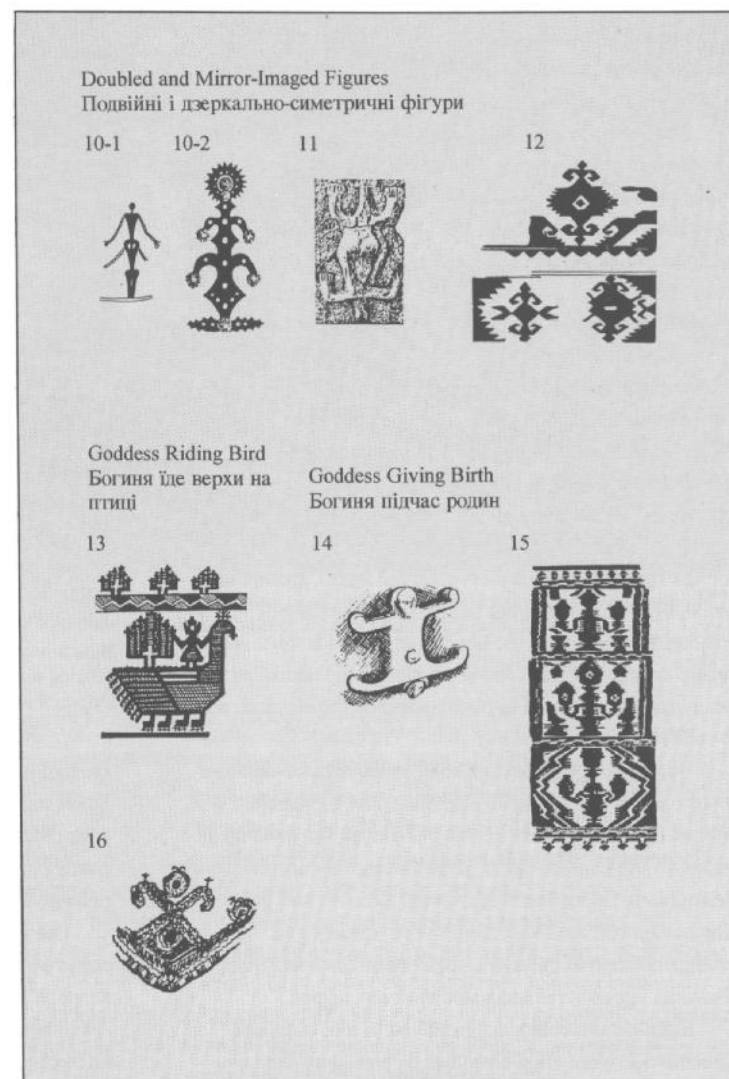 Doubled and Mirror-Imaged Figures
Подвійні і дзеркально-симетричні фіґури
10-1 10-2 11 12
Goddess Riding Bird
Богиня їде верхи на
птиці
Goddess Giving Birth
Богиня підчас родин
13 14 15
16